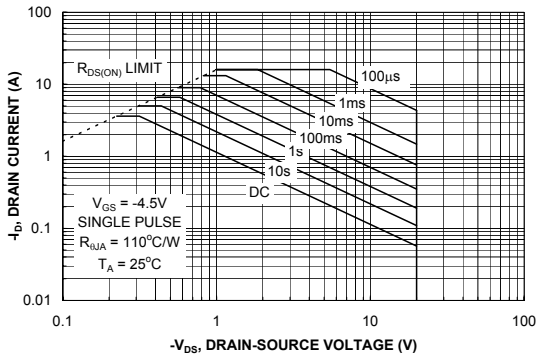 100
10
1
0.1
0.01
-I_D, DRAIN CURRENT (A)
R_DS(ON) LIMIT
100μs
1ms
10ms
100ms
1s
10s
DC
V_GS = -4.5V
SINGLE PULSE
R_θJA = 110°C/W
T_A = 25°C
0.1 1 10 100
-V_DS, DRAIN-SOURCE VOLTAGE (V)